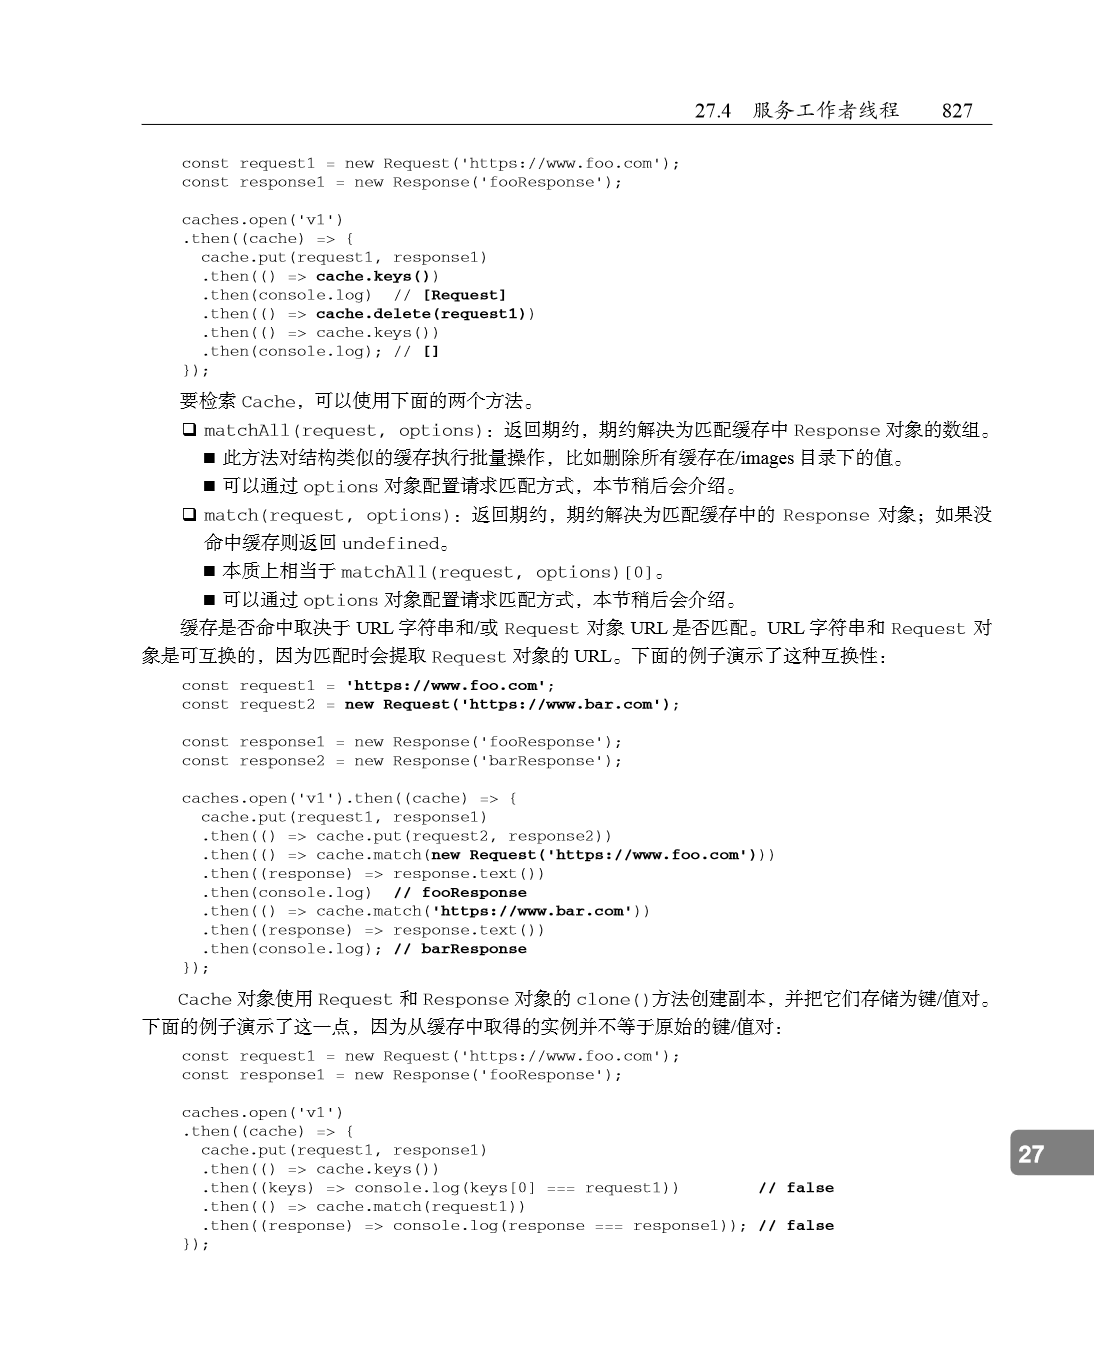 27.4 服务工作者线程 827
const request1 = new Request('https://www.foo.com');
const response1 = new Response('fooResponse');
caches.open('v1')
.then((cache) => {
  cache.put(request1, response1)
  .then(() => cache.keys())
  .then(console.log)  // [Request]
  .then(() => cache.delete(request1))
  .then(() => cache.keys())
  .then(console.log); // []
});
要检索 Cache，可以使用下面的两个方法。
❑ matchAll(request, options)：返回期约，期约解决为匹配缓存中 Response 对象的数组。
■ 此方法对结构类似的缓存执行批量操作，比如删除所有缓存在/images 目录下的值。
■ 可以通过 options 对象配置请求匹配方式，本节稍后会介绍。
❑ match(request, options)：返回期约，期约解决为匹配缓存中的 Response 对象；如果没
命中缓存则返回 undefined。
■ 本质上相当于 matchAll(request, options)[0]。
■ 可以通过 options 对象配置请求匹配方式，本节稍后会介绍。
缓存是否命中取决于 URL 字符串和/或 Request 对象 URL 是否匹配。URL 字符串和 Request 对
象是可互换的，因为匹配时会提取 Request 对象的 URL。下面的例子演示了这种互换性：
const request1 = 'https://www.foo.com';
const request2 = new Request('https://www.bar.com');
const response1 = new Response('fooResponse');
const response2 = new Response('barResponse');
caches.open('v1').then((cache) => {
  cache.put(request1, response1)
  .then(() => cache.put(request2, response2))
  .then(() => cache.match(new Request('https://www.foo.com')))
  .then((response) => response.text())
  .then(console.log)  // fooResponse
  .then(() => cache.match('https://www.bar.com'))
  .then((response) => response.text())
  .then(console.log); // barResponse
});
Cache 对象使用 Request 和 Response 对象的 clone()方法创建副本，并把它们存储为键/值对。
下面的例子演示了这一点，因为从缓存中取得的实例并不等于原始的键/值对：
const request1 = new Request('https://www.foo.com');
const response1 = new Response('fooResponse');
caches.open('v1')
.then((cache) => {
  cache.put(request1, response1)
  .then(() => cache.keys())
  .then((keys) => console.log(keys[0] === request1))        // false
  .then(() => cache.match(request1))
  .then((response) => console.log(response === response1)); // false
});
27